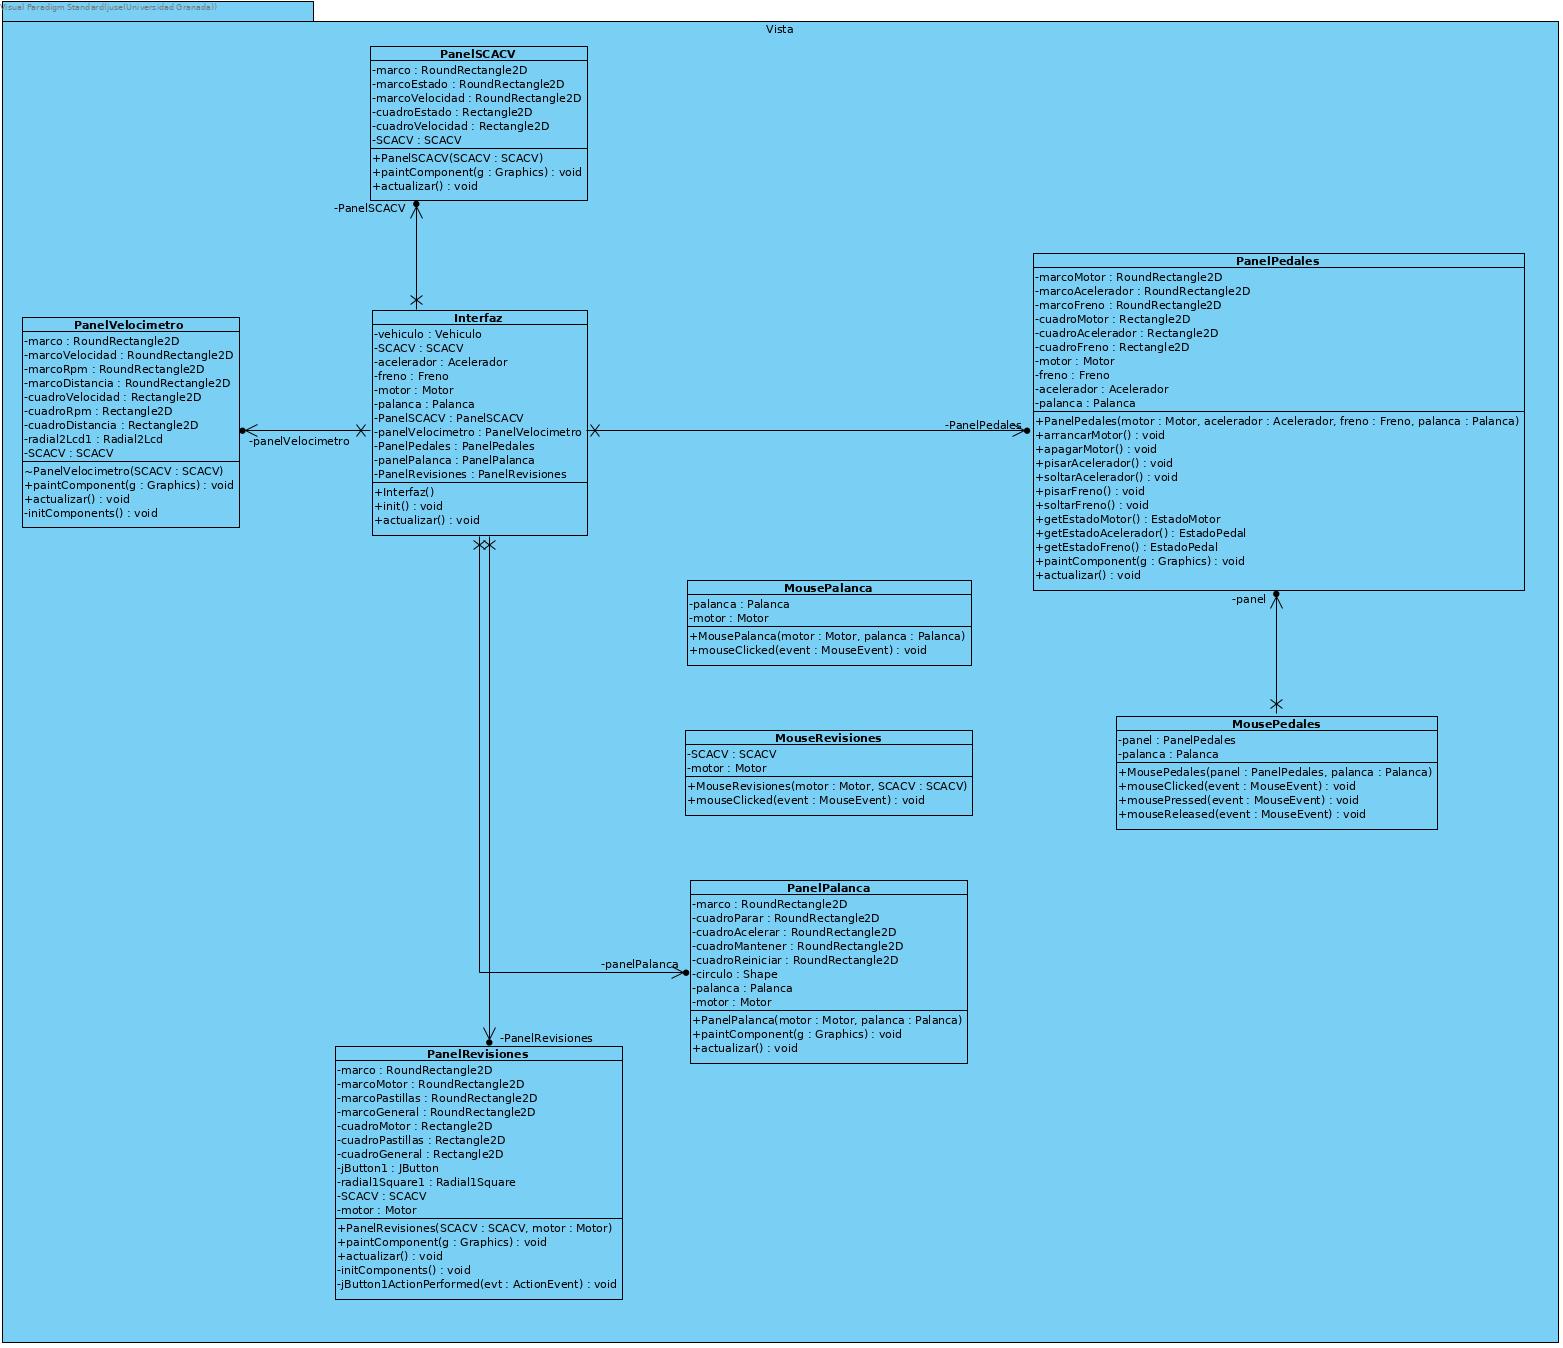 Visual Paradigm Standard(juse(Universidad Granada))
Vista
PanelSCACV
-marco : RoundRectangle2D
-marcoEstado : RoundRectangle2D
-marcoVelocidad : RoundRectangle2D
-cuadroEstado : Rectangle2D
-cuadroVelocidad : Rectangle2D
-SCACV : SCACV
+PanelSCACV(SCACV : SCACV)
+paintComponent(g : Graphics) : void
+actualizar() : void
-PanelSCACV
PanelVelocimetro
-marco : RoundRectangle2D
-marcoVelocidad : RoundRectangle2D
-marcoRpm : RoundRectangle2D
-marcoDistancia : RoundRectangle2D
-cuadroVelocidad : Rectangle2D
-cuadroRpm : Rectangle2D
-cuadroDistancia : Rectangle2D
-radial2Lcd1 : Radial2Lcd
-SCACV : SCACV
~PanelVelocimetro(SCACV : SCACV)
+paintComponent(g : Graphics) : void
+actualizar() : void
-initComponents() : void
-panelVelocimetro
Interfaz
-vehiculo : Vehiculo
-SCACV : SCACV
-acelerador : Acelerador
-freno : Freno
-motor : Motor
-palanca : Palanca
-PanelSCACV : PanelSCACV
-panelVelocimetro : PanelVelocimetro
-PanelPedales : PanelPedales
-panelPalanca : PanelPalanca
-PanelRevisiones : PanelRevisiones
+Interfaz()
+init() : void
+actualizar() : void
-PanelPedales
PanelPedales
-marcoMotor : RoundRectangle2D
-marcoAcelerador : RoundRectangle2D
-marcoFreno : RoundRectangle2D
-cuadroMotor : Rectangle2D
-cuadroAcelerador : Rectangle2D
-cuadroFreno : Rectangle2D
-motor : Motor
-freno : Freno
-acelerador : Acelerador
-palanca : Palanca
+PanelPedales(motor : Motor, acelerador : Acelerador, freno : Freno, palanca : Palanca)
+arrancarMotor() : void
+apagarMotor() : void
+pisarAcelerador() : void
+soltarAcelerador() : void
+pisarFreno() : void
+soltarFreno() : void
+getEstadoMotor() : EstadoMotor
+getEstadoAcelerador() : EstadoPedal
+getEstadoFreno() : EstadoPedal
+paintComponent(g : Graphics) : void
+actualizar() : void
-panel
MousePalanca
-palanca : Palanca
-motor : Motor
+MousePalanca(motor : Motor, palanca : Palanca)
+mouseClicked(event : MouseEvent) : void
MouseRevisiones
-SCACV : SCACV
-motor : Motor
+MouseRevisiones(motor : Motor, SCACV : SCACV)
+mouseClicked(event : MouseEvent) : void
MousePedales
-panel : PanelPedales
-palanca : Palanca
+MousePedales(panel : PanelPedales, palanca : Palanca)
+mouseClicked(event : MouseEvent) : void
+mousePressed(event : MouseEvent) : void
+mouseReleased(event : MouseEvent) : void
-panelPalanca
PanelPalanca
-marco : RoundRectangle2D
-cuadroParar : RoundRectangle2D
-cuadroAcelerar : RoundRectangle2D
-cuadroMantener : RoundRectangle2D
-cuadroReiniciar : RoundRectangle2D
-circulo : Shape
-palanca : Palanca
-motor : Motor
+PanelPalanca(motor : Motor, palanca : Palanca)
+paintComponent(g : Graphics) : void
+actualizar() : void
-PanelRevisiones
PanelRevisiones
-marco : RoundRectangle2D
-marcoMotor : RoundRectangle2D
-marcoPastillas : RoundRectangle2D
-marcoGeneral : RoundRectangle2D
-cuadroMotor : Rectangle2D
-cuadroPastillas : Rectangle2D
-cuadroGeneral : Rectangle2D
-jButton1 : JButton
-radial1Square1 : Radial1Square
-SCACV : SCACV
-motor : Motor
+PanelRevisiones(SCACV : SCACV, motor : Motor)
+paintComponent(g : Graphics) : void
+actualizar() : void
-initComponents() : void
-jButton1ActionPerformed(evt : ActionEvent) : void